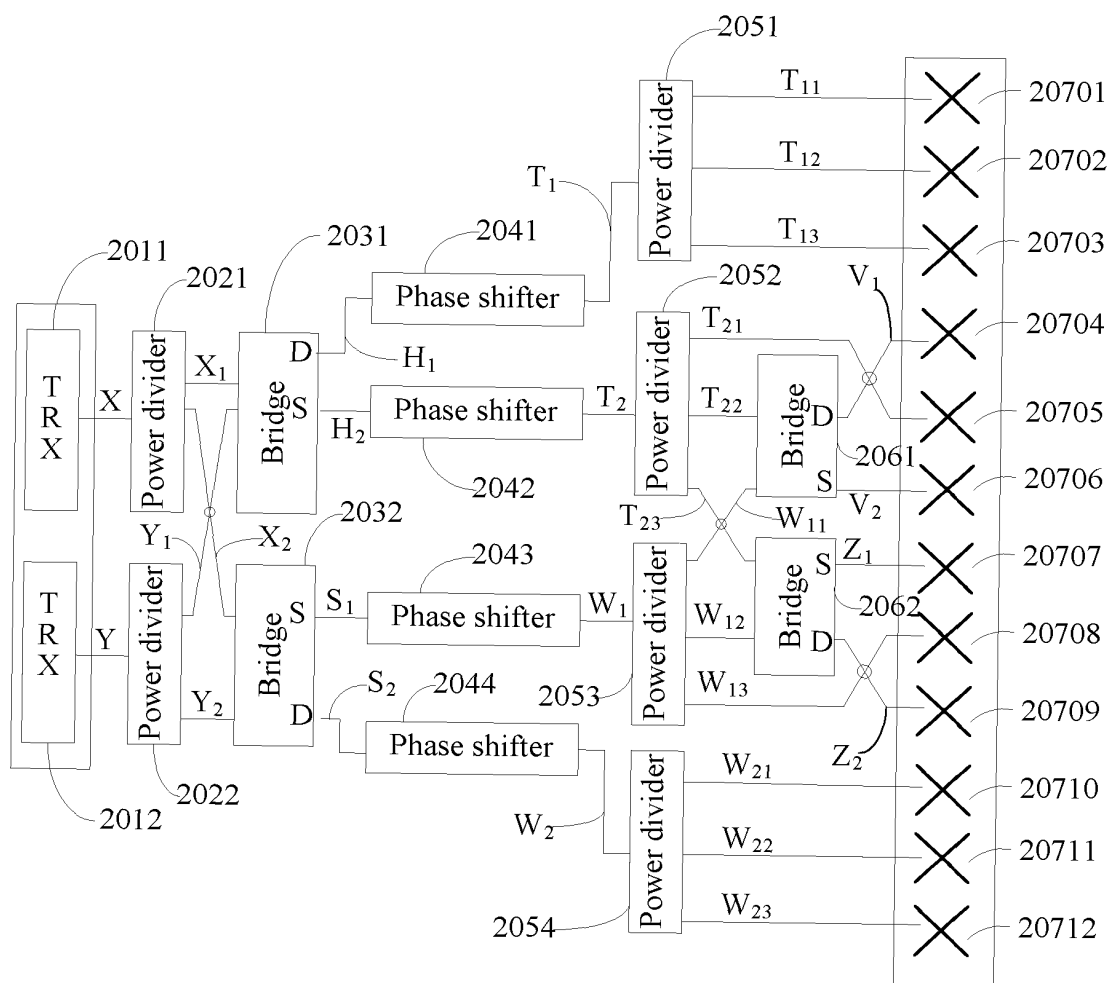 2051
T₁₁
20701
T₁₂
20702
T₁
Power divider
T₁₃
20703
2011
2021
2031
2041
2052
V₁
20704
Phase shifter
T₂₁
TRX
X
Power divider
X₁
D
S
Bridge
H₁
H₂
Phase shifter
T₂
Power divider
T₂₂
Bridge
D
S
2061
20705
2042
V₂
20706
Y₁
X₂
2032
T₂₃
W₁₁
2043
Z₁
20707
TRX
Y
Power divider
Y₂
Bridge
S
D
S₁
Phase shifter
W₁
Power divider
W₁₂
Bridge
S
D
2062
20708
S₂
2044
2053
W₁₃
20709
Phase shifter
Z₂
2012
2022
W₂
Power divider
W₂₁
20710
W₂₂
20711
2054
W₂₃
20712